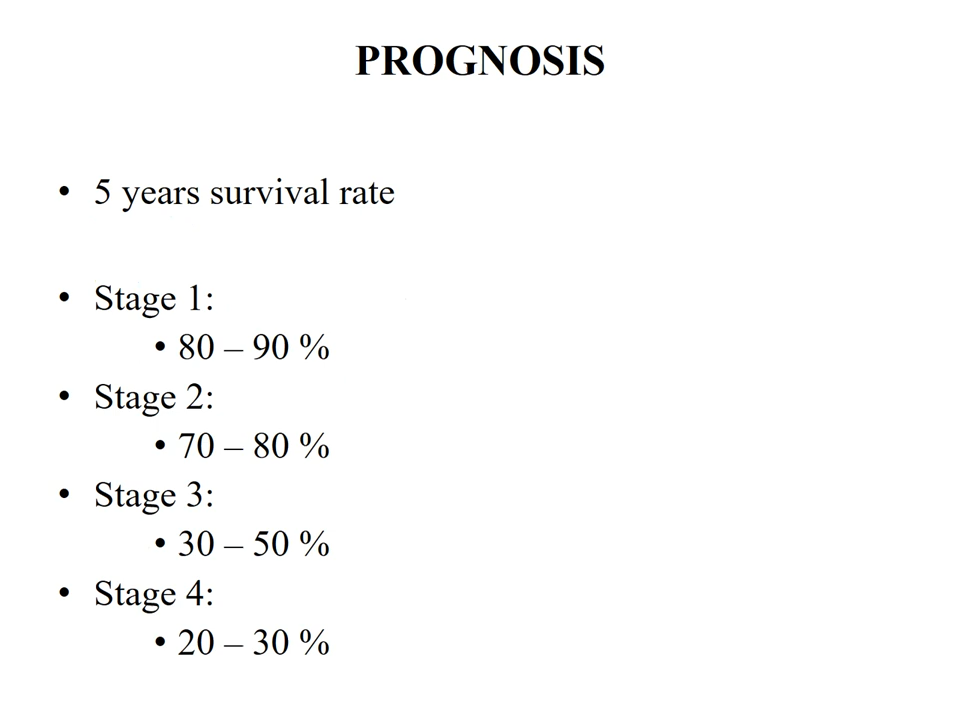 PROGNOSIS
• 5 years survival rate
• Stage 1:
• 80 – 90 %
• Stage 2:
• 70 – 80 %
• Stage 3:
• 30 – 50 %
• Stage 4:
• 20 – 30 %